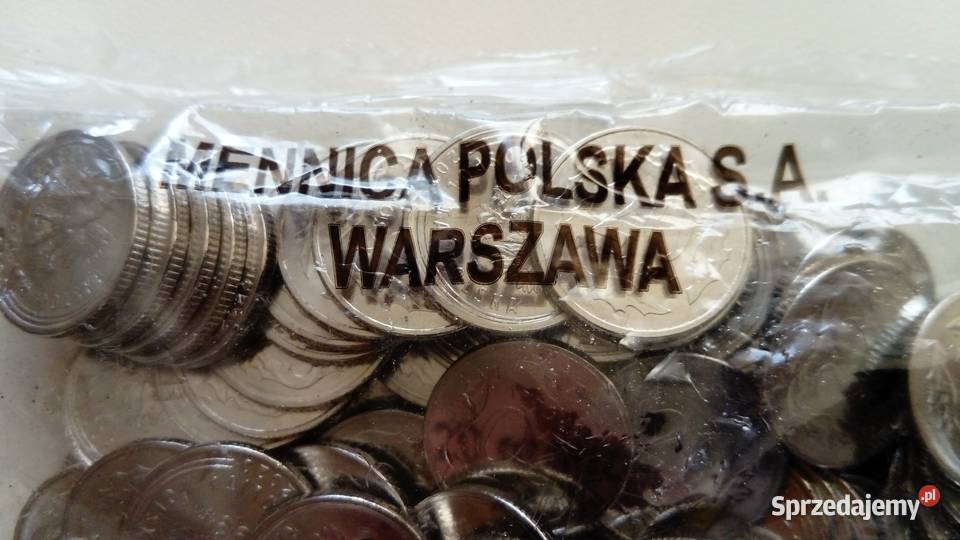 MENNICA POLSKA S.A.
WARSZAWA
Sprzedajemy.pl